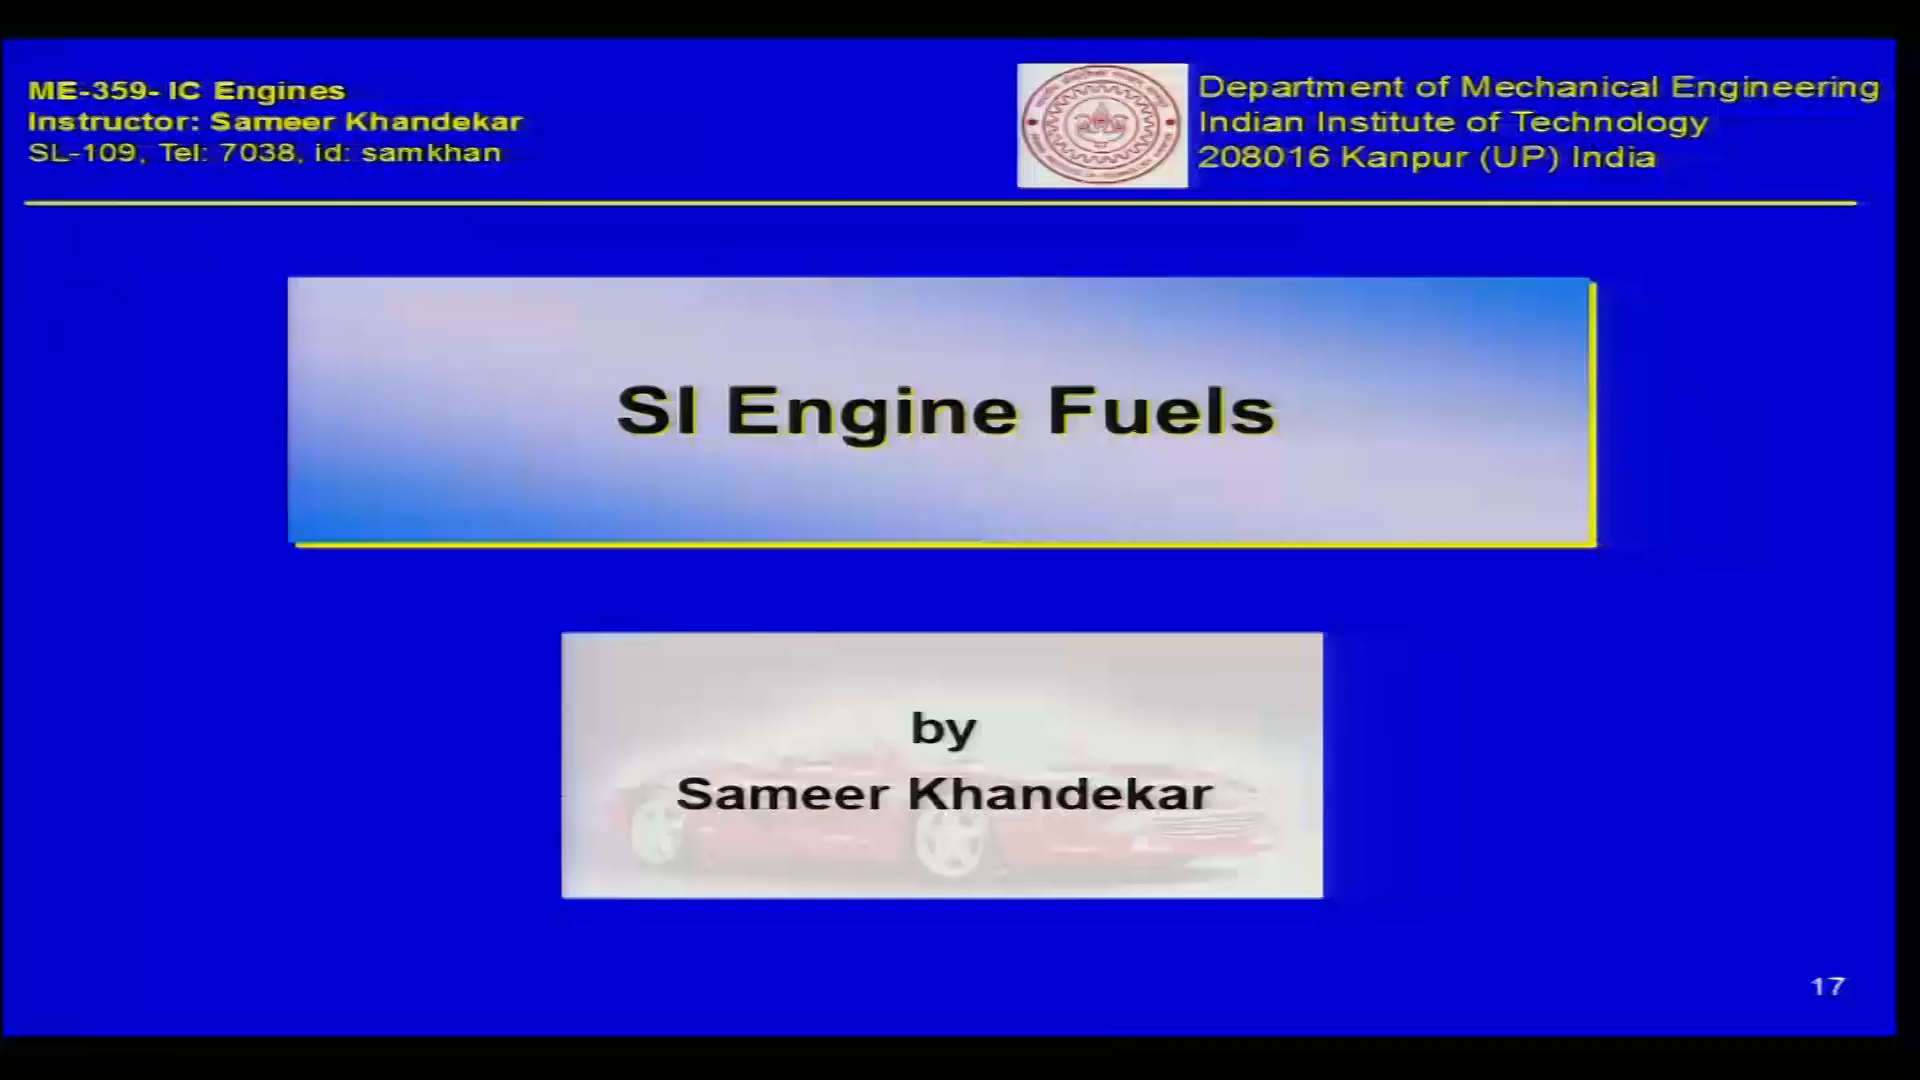 ME-359- IC Engines
Instructor: Sameer Khandekar
SL-109, Tel: 7038, id: samkhan
Department of Mechanical Engineering
Indian Institute of Technology
208016 Kanpur (UP) India
SI Engine Fuels
by
Sameer Khandekar
17